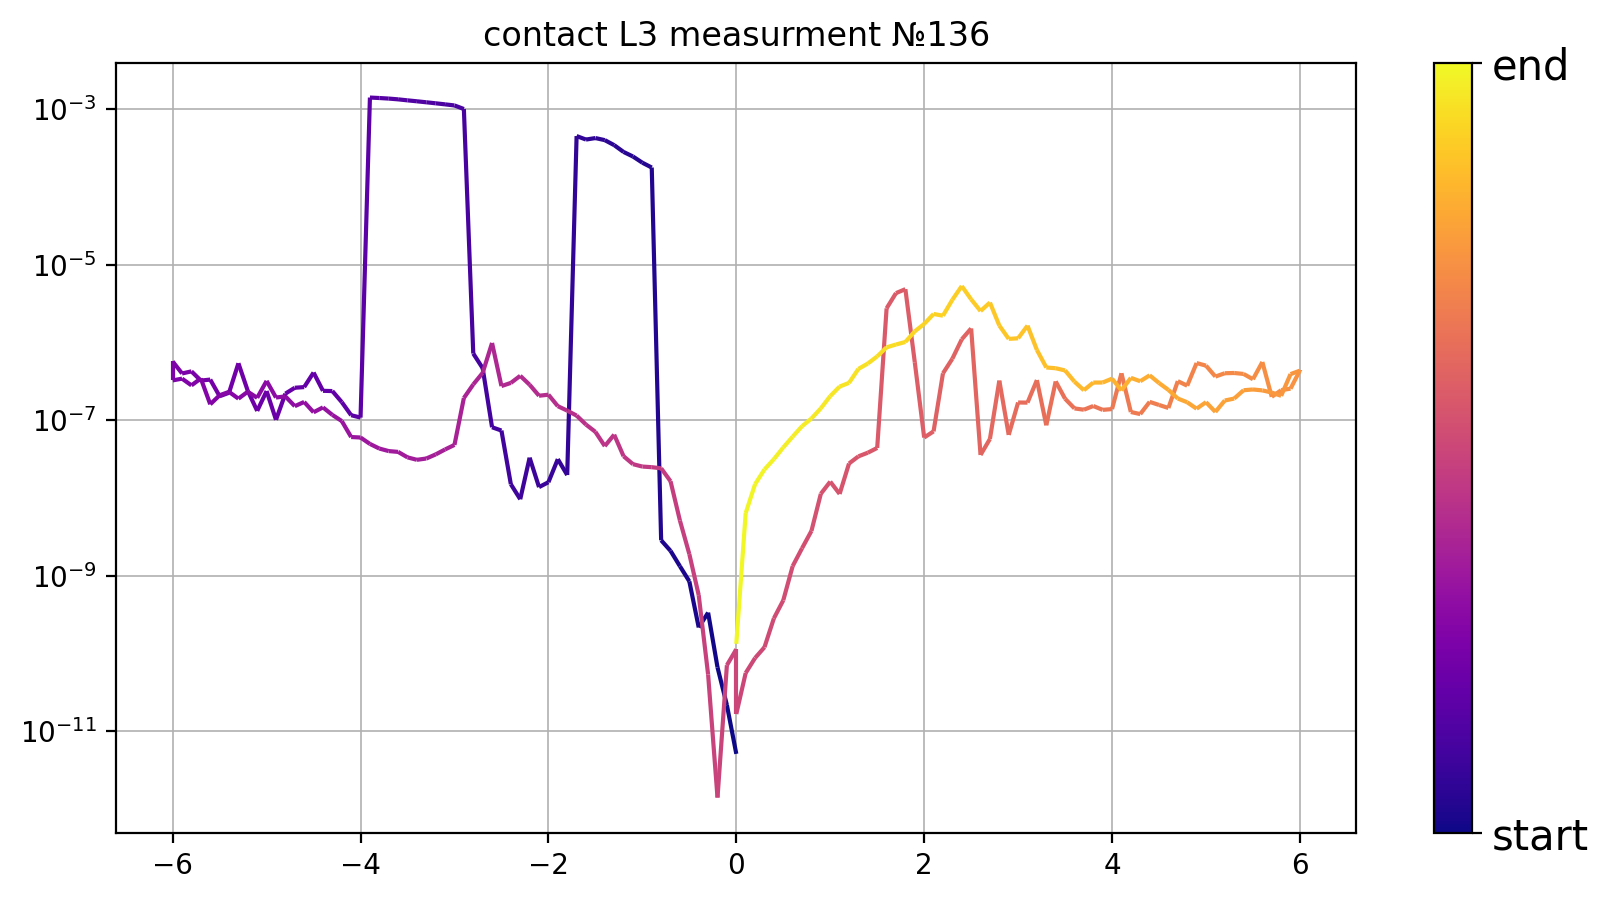 contact L3 measurment №136
10⁻³
10⁻⁵
10⁻⁷
10⁻⁹
10⁻¹¹
−6 −4 −2 0 2 4 6
end
start